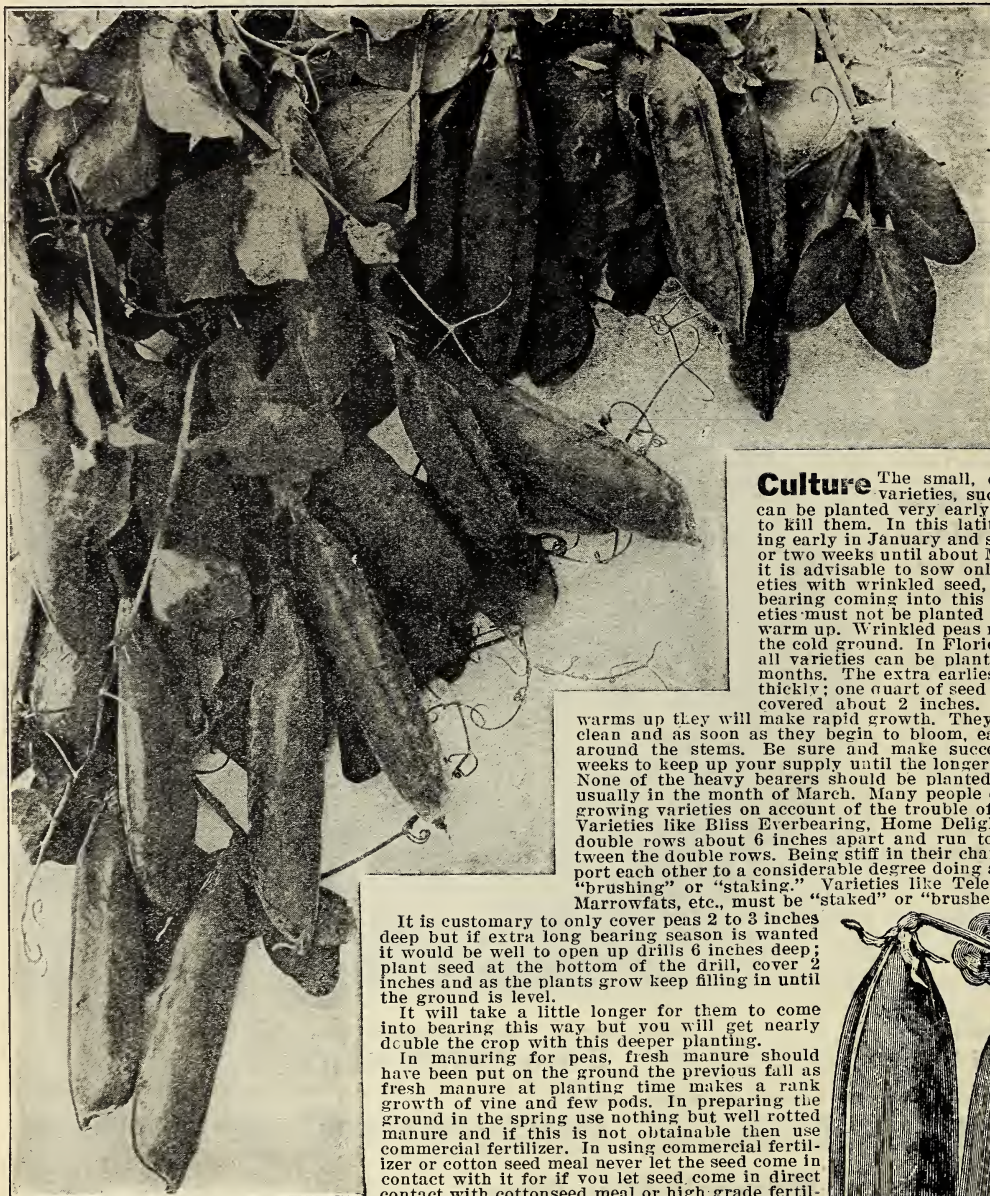 Culture The small, e
varieties, suc
can be planted very early
to kill them. In this latit
ing early in January and s
or two weeks until about M
it is advisable to sow onl
eties with wrinkled seed,
bearing coming into this
eties must not be planted
warm up. Wrinkled peas r
the cold ground. In Floric
all varieties can be plant
months. The extra earlies
thickly; one quart of seed
covered about 2 inches.
warms up they will make rapid growth. They
clean and as soon as they begin to bloom, ea
around the stems. Be sure and make succe
weeks to keep up your supply until the longer
None of the heavy bearers should be planted
usually in the month of March. Many people
growing varieties on account of the trouble of
Varieties like Bliss Everbearing, Home Deligh
double rows about 6 inches apart and run to
tween the double rows. Being stiff in their cha
port each other to a considerable degree doing a
"brushing" or "staking." Varieties like Tele
Marrowfats, etc., must be "staked" or "brushe
It is customary to only cover peas 2 to 3 inches
deep but if extra long bearing season is wanted
it would be well to open up drills 6 inches deep;
plant seed at the bottom of the drill, cover 2
inches and as the plants grow keep filling in until
the ground is level.
It will take a little longer for them to come
into bearing this way but you will get nearly
double the crop with this deeper planting.
In manuring for peas, fresh manure should
have been put on the ground the previous fall as
fresh manure at planting time makes a rank
growth of vine and few pods. In preparing the
ground in the spring use nothing but well rotted
manure and if this is not obtainable then use
commercial fertilizer. In using commercial fertil-
izer or cotton seed meal never let the seed come in
contact with it for if you let seed come in direct
contact with cottonseed meal or high grade fertil-